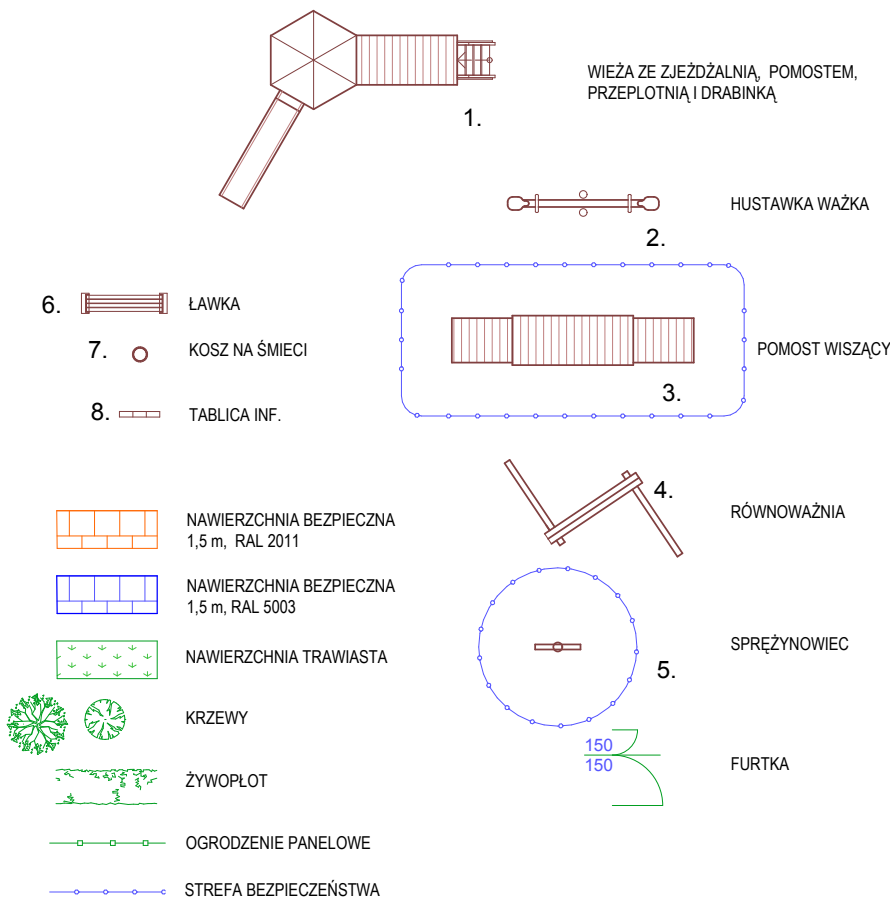 WIEŻA ZE ZJEŻDŻALNIĄ, POMOSTEM,
PRZEPLOTNIĄ I DRABINKĄ
1.
HUSTAWKA WAŻKA
2.
6.
ŁAWKA
7.
KOSZ NA ŚMIECI
POMOST WISZĄCY
3.
8.
TABLICA INF.
4.
RÓWNOWAŻNIA
NAWIERZCHNIA BEZPIECZNA
1,5 m, RAL 2011
NAWIERZCHNIA BEZPIECZNA
1,5 m, RAL 5003
NAWIERZCHNIA TRAWIASTA
SPRĘŻYNOWIEC
5.
KRZEWY
150
150
FURTKA
ŻYWOPŁOT
OGRODZENIE PANELOWE
STREFA BEZPIECZEŃSTWA